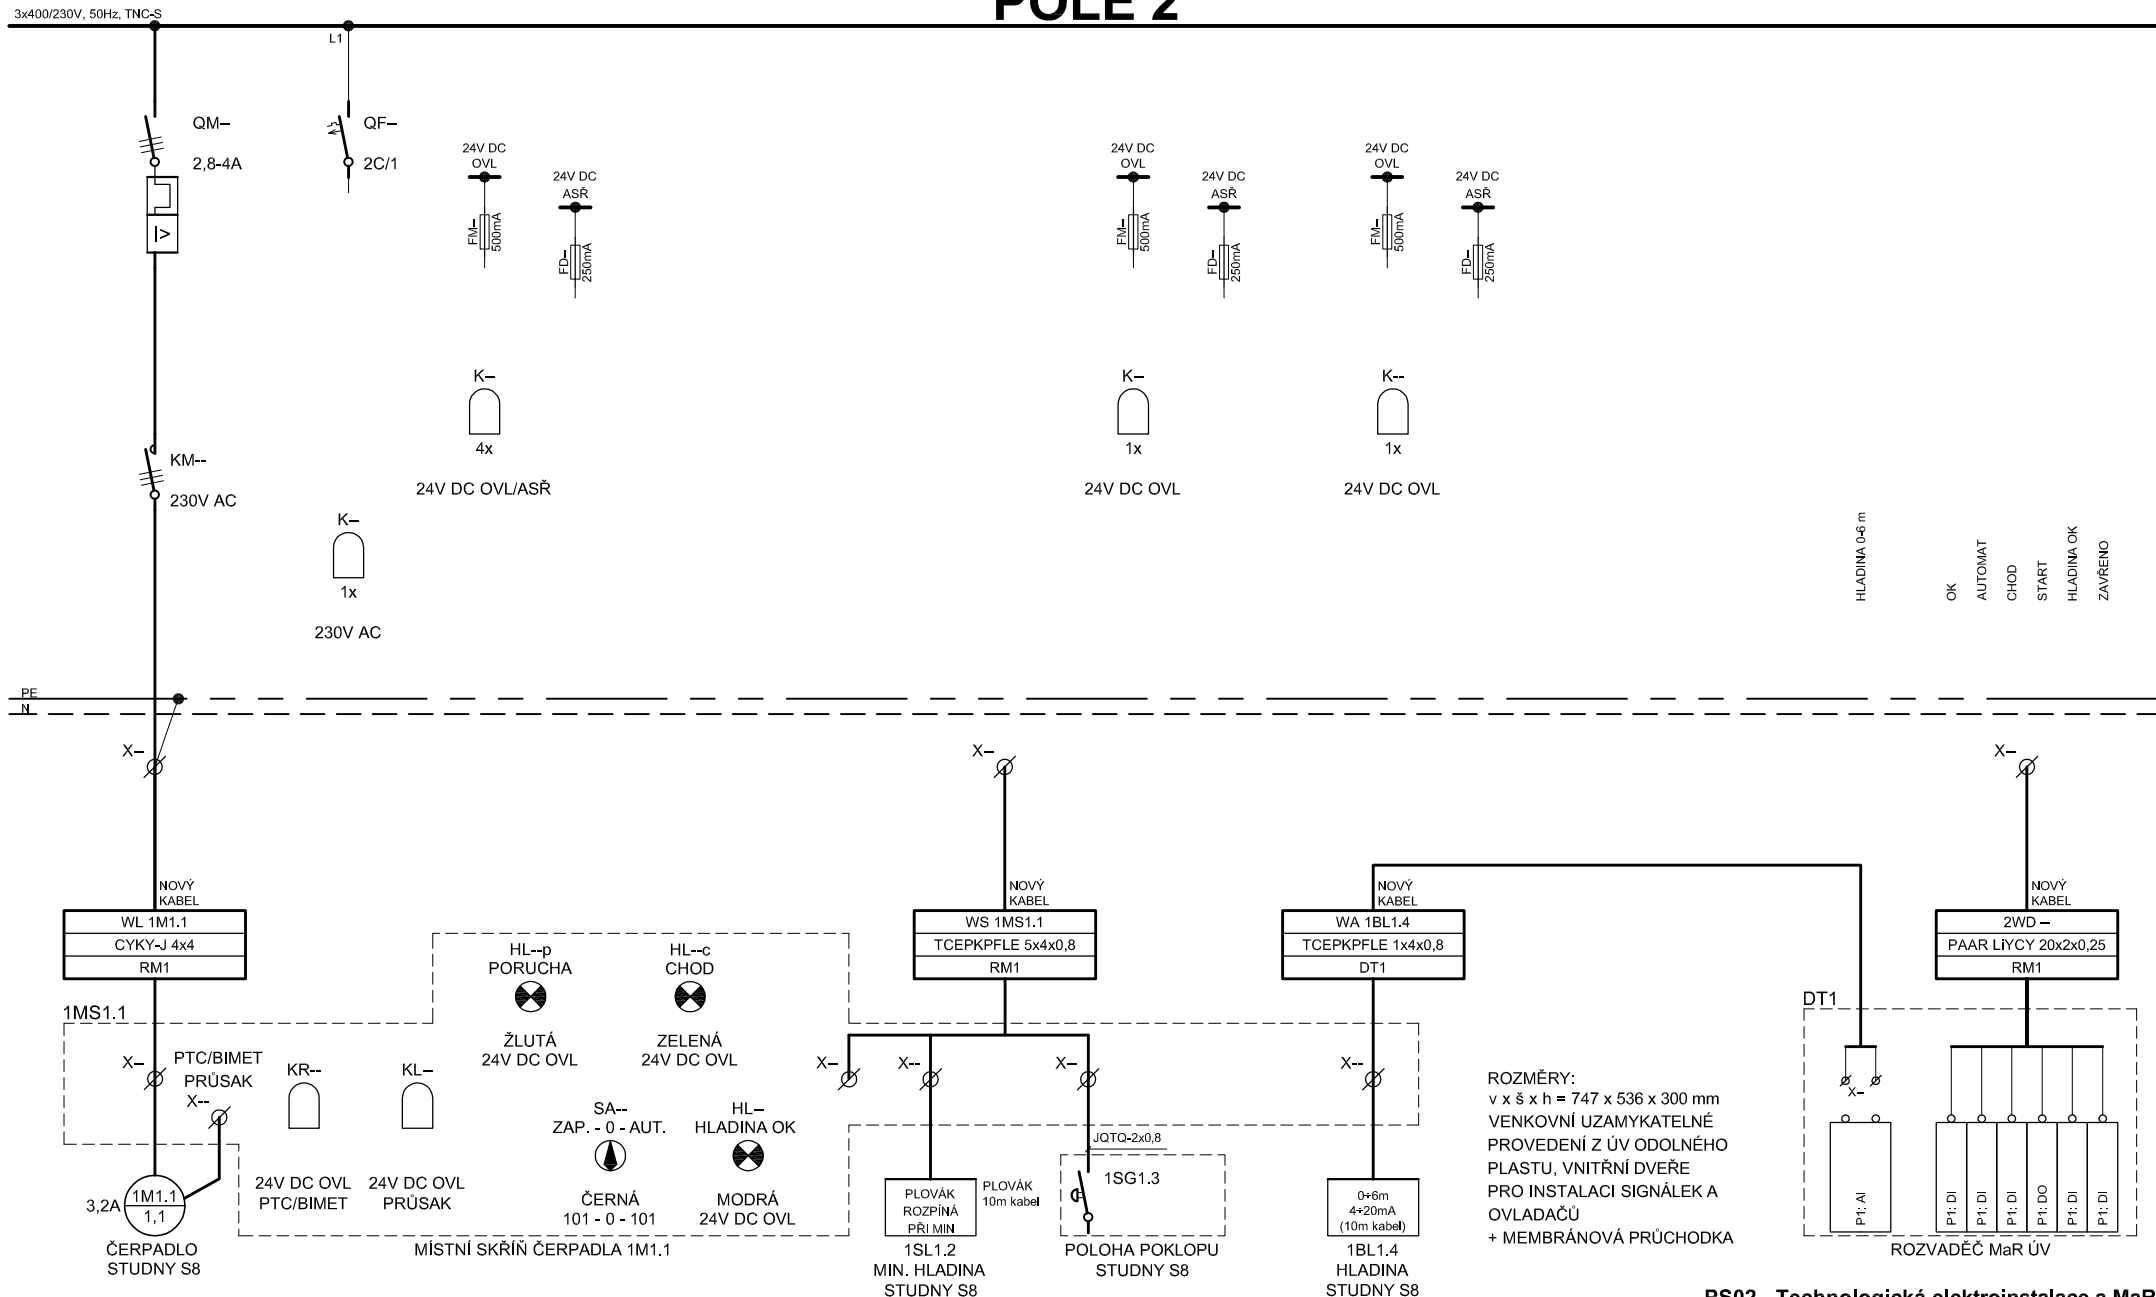 POLE 2
3x400/230V, 50Hz, TNC-S
L1
QM–
2,8-4A
QF–
2C/1
I>
24V DC
OVL
FM–
500mA
24V DC
ASŘ
FD–
250mA
24V DC
OVL
FM–
500mA
24V DC
ASŘ
FD–
250mA
24V DC
OVL
FM–
500mA
24V DC
ASŘ
FD–
250mA
K–
4x
24V DC OVL/ASŘ
K–
1x
24V DC OVL
K--
1x
24V DC OVL
KM--
230V AC
K–
1x
230V AC
HLADINA 0-6 m
OK
AUTOMAT
CHOD
START
HLADINA OK
ZAVŘENO
PE
N
X–
X–
X–
NOVÝ
KABEL
WL 1M1.1
CYKY-J 4x4
RM1
NOVÝ
KABEL
WS 1MS1.1
TCEPKPFLE 5x4x0,8
RM1
NOVÝ
KABEL
WA 1BL1.4
TCEPKPFLE 1x4x0,8
DT1
NOVÝ
KABEL
2WD –
PAAR LiYCY 20x2x0,25
RM1
1MS1.1
X–
PTC/BIMET
PRŮSAK
X--
KR--
24V DC OVL
PTC/BIMET
KL–
24V DC OVL
PRŮSAK
HL--p
PORUCHA
ŽLUTÁ
24V DC OVL
HL--c
CHOD
ZELENÁ
24V DC OVL
SA--
ZAP. - 0 - AUT.
ČERNÁ
101 - 0 - 101
HL–
HLADINA OK
MODRÁ
24V DC OVL
X–
X--
X–
X--
3,2A
1M1.1
1,1
ČERPADLO
STUDNY S8
MÍSTNÍ SKŘÍŇ ČERPADLA 1M1.1
PLOVÁK
ROZPÍNÁ
PŘI MIN
PLOVÁK
10m kabel
1SL1.2
MIN. HLADINA
STUDNY S8
JQTQ-2x0,8
1SG1.3
POLOHA POKLOPU
STUDNY S8
0÷6m
4÷20mA
(10m kabel)
1BL1.4
HLADINA
STUDNY S8
ROZMĚRY:
v x š x h = 747 x 536 x 300 mm
VENKOVNÍ UZAMYKATELNÉ
PROVEDENÍ Z ÚV ODOLNÉHO
PLASTU, VNITŘNÍ DVEŘE
PRO INSTALACI SIGNÁLEK A
OVLADAČŮ
+ MEMBRÁNOVÁ PRŮCHODKA
DT1
X–
P1: AI
P1: DI
P1: DI
P1: DI
P1: DO
P1: DI
P1: DI
ROZVADĚČ MaR ÚV
PS02 - Technologická elektroinstalace a MaR